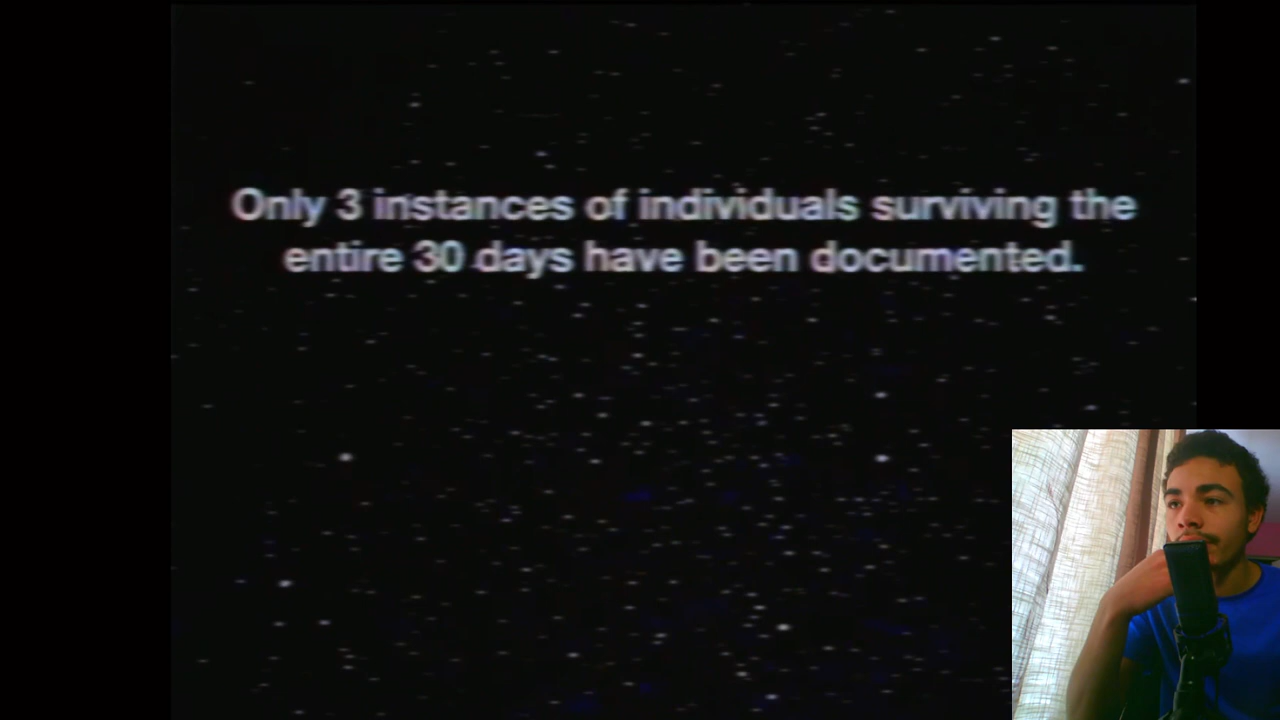 Only 3 instances of individuals surviving the
entire 30 days have been documented.